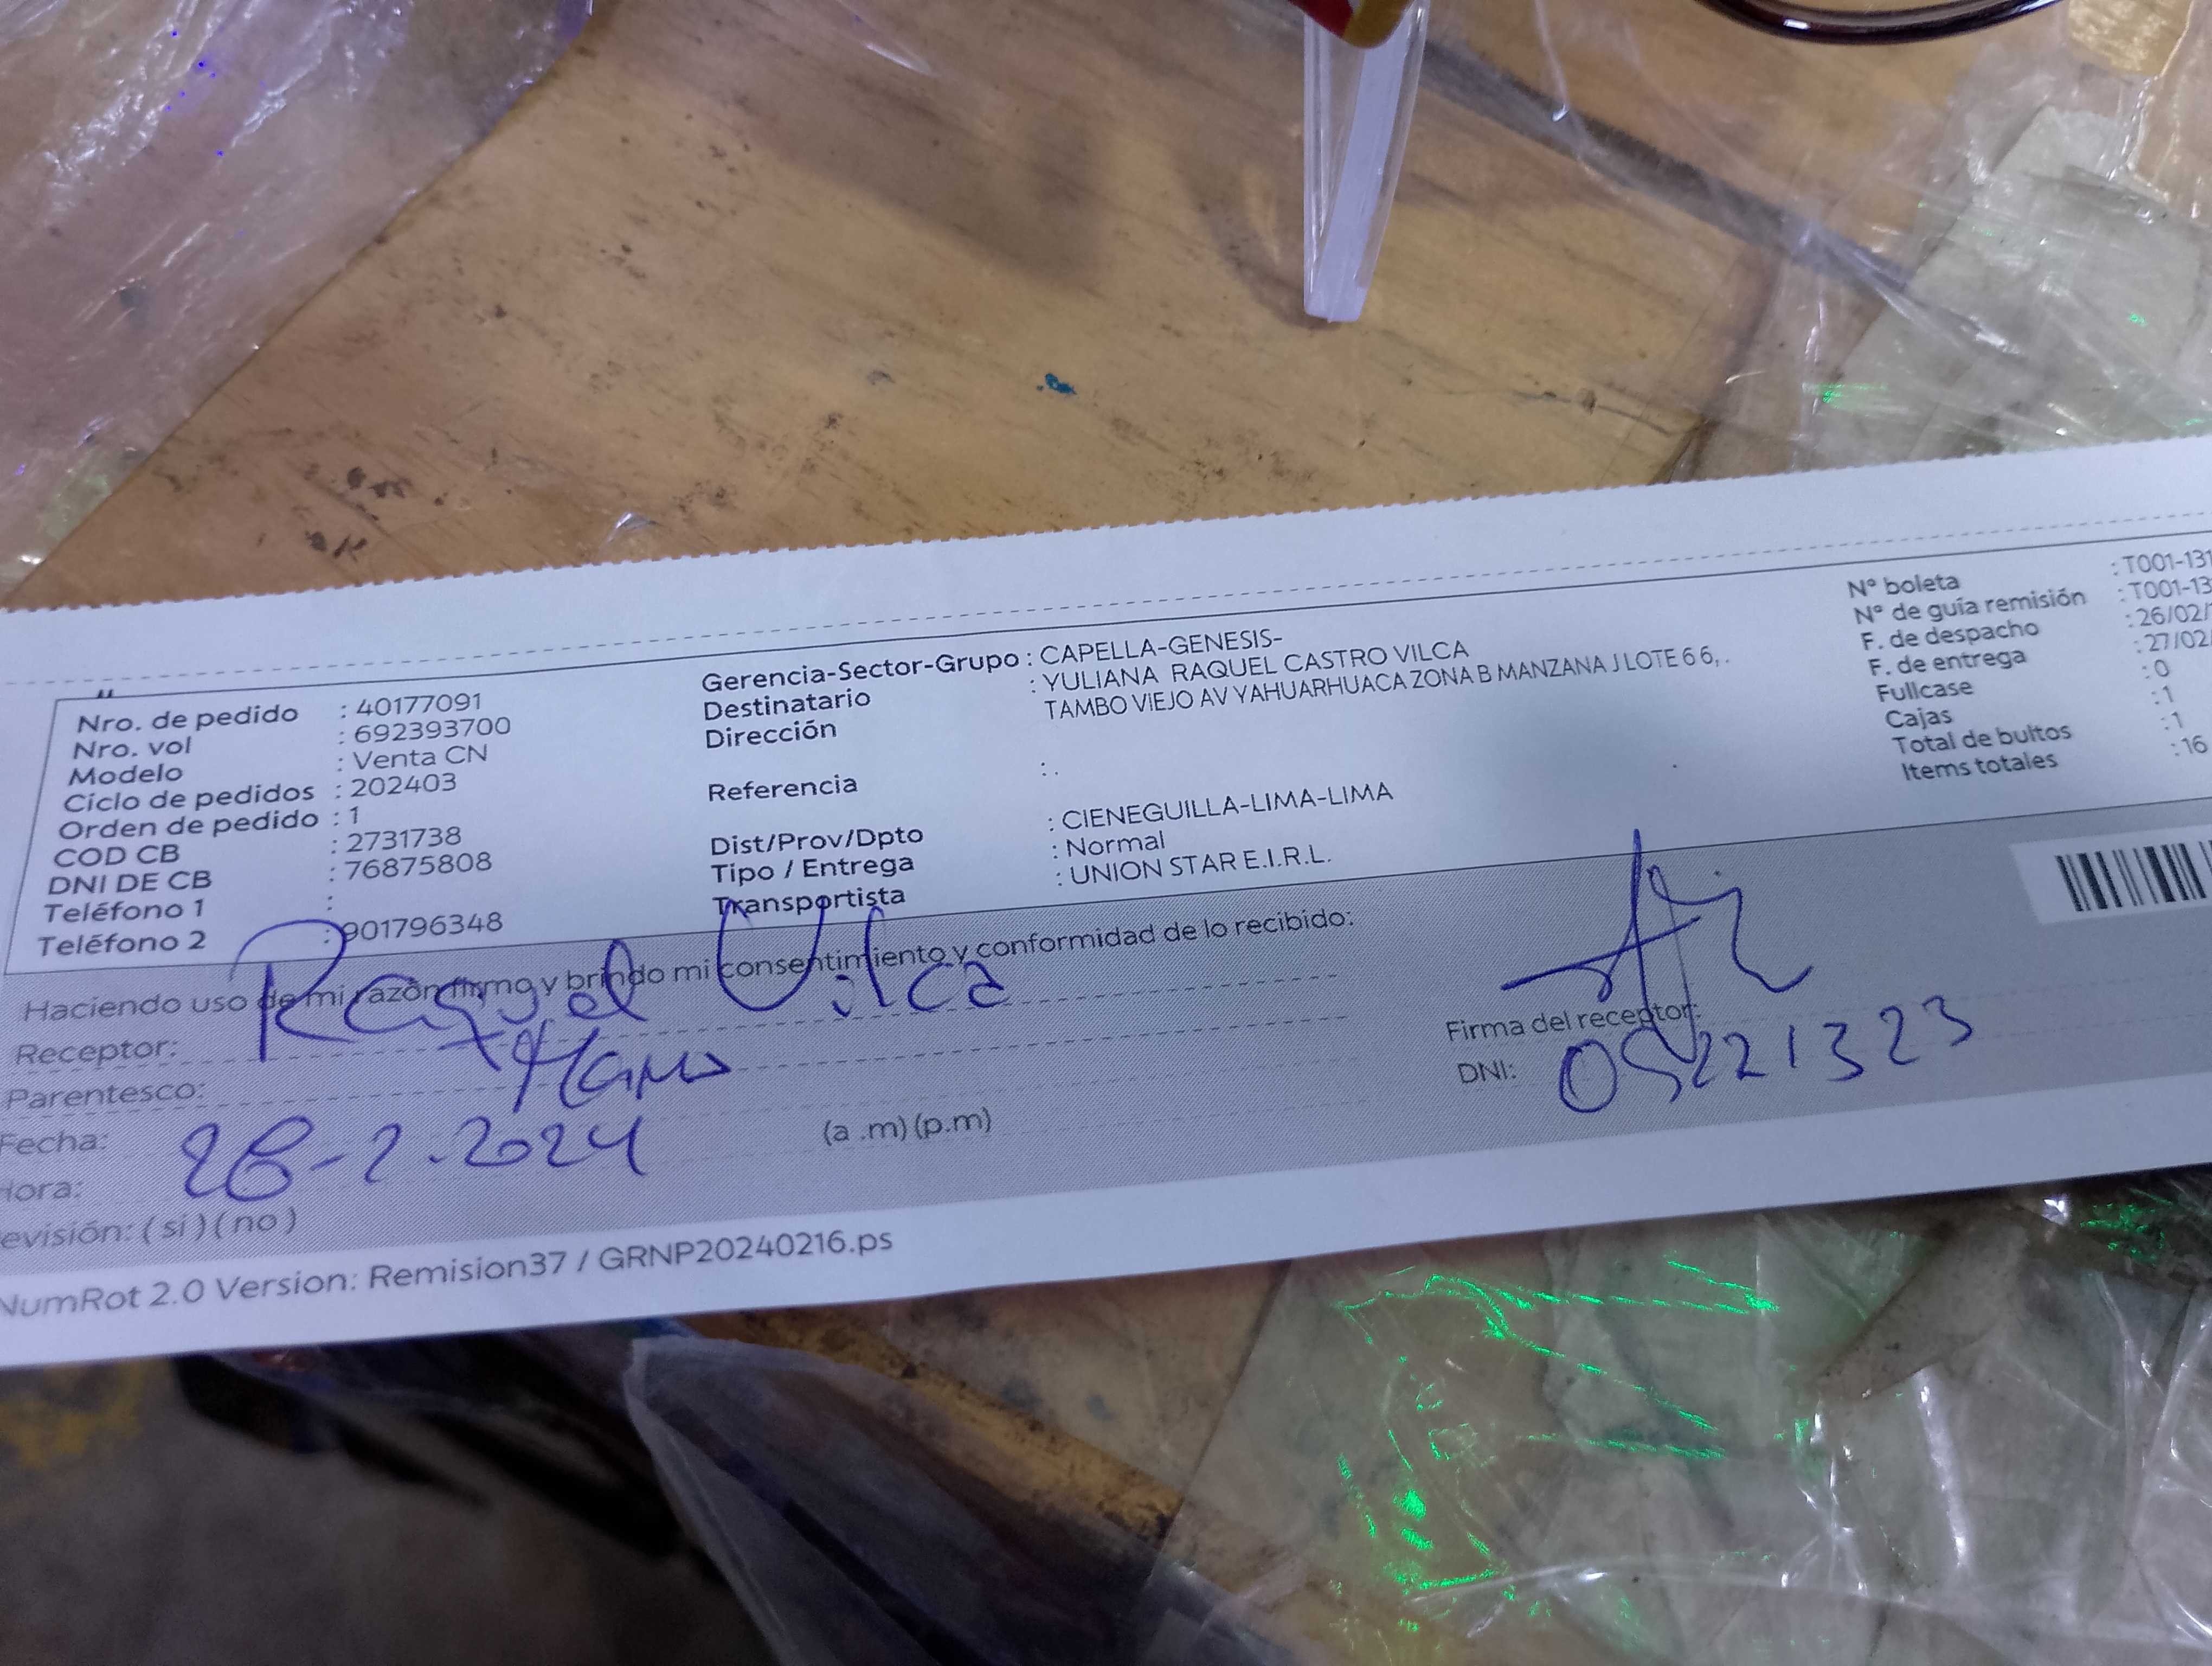 Nro. de pedido : 40177091
Nro. vol : 692393700
Modelo : Venta CN
Ciclo de pedidos : 202403
Orden de pedido : 1
COD CB : 2731738
DNI DE CB : 76875808
Teléfono 1 :
Teléfono 2 : 901796348
Gerencia-Sector-Grupo : CAPELLA-GENESIS-
Destinatario : YULIANA RAQUEL CASTRO VILCA
Dirección TAMBO VIEJO AV YAHUARHUACA ZONA B MANZANA J LOTE 6 6, .
Referencia : .
Dist/Prov/Dpto : CIENEGUILLA-LIMA-LIMA
Tipo / Entrega : Normal
Transportista : UNION STAR E.I.R.L.
N° boleta : T001-131
N° de guía remisión : T001-13
F. de despacho : 26/02/
F. de entrega : 27/02/
Fullcase : 0
Cajas : 1
Total de bultos : 1
Items totales : 16
Haciendo uso de mi razón firmo y brindo mi consentimiento y conformidad de lo recibido:
Receptor: Raquel Vilca
Parentesco:
Fecha: 28-2-2024
Hora: (a .m) (p.m)
evisión: ( si ) ( no )
Firma del receptor:
DNI: 09221323
NumRot 2.0 Version: Remision37 / GRNP20240216.ps